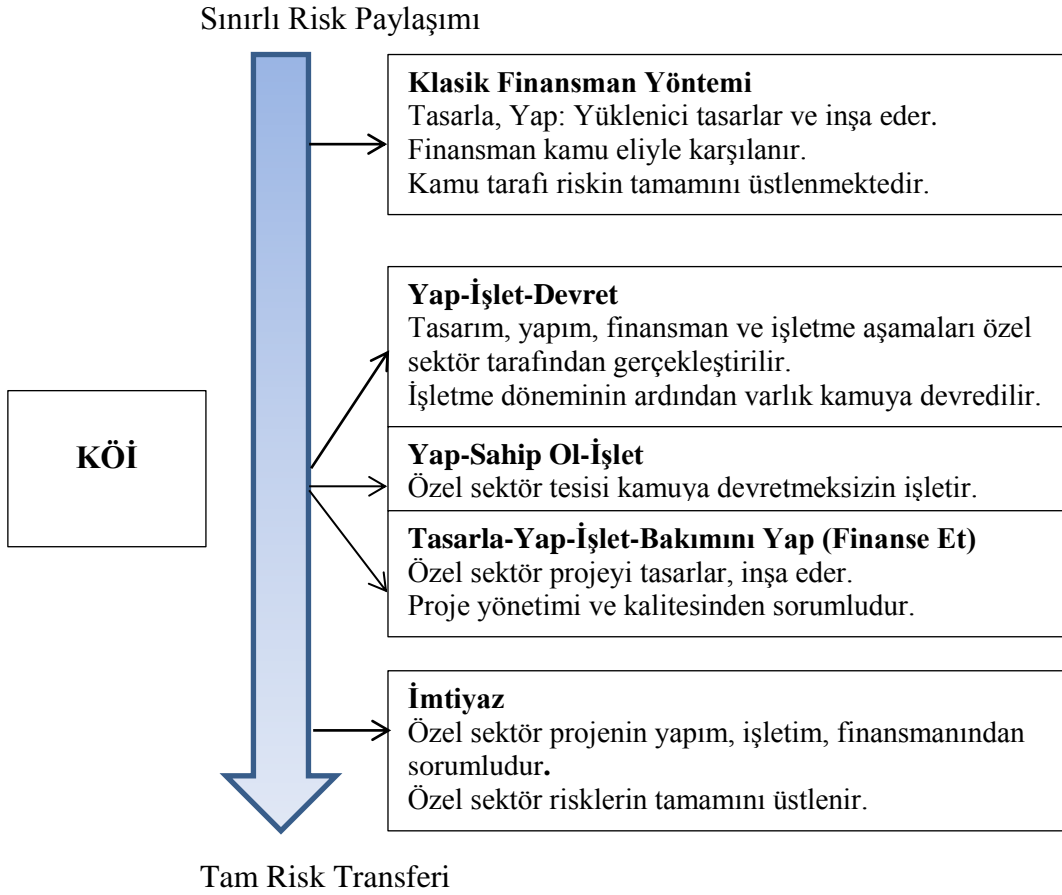 Sınırlı Risk Paylaşımı
Klasik Finansman Yöntemi
Tasarla, Yap: Yüklenici tasarlar ve inşa eder.
Finansman kamu eliyle karşılanır.
Kamu tarafı riskin tamamını üstlenmektedir.
Yap-İşlet-Devret
Tasarım, yapım, finansman ve işletme aşamaları özel
sektör tarafından gerçekleştirilir.
İşletme döneminin ardından varlık kamuya devredilir.
KÖİ
Yap-Sahip Ol-İşlet
Özel sektör tesisi kamuya devretmeksizin işletir.
Tasarla-Yap-İşlet-Bakımını Yap (Finanse Et)
Özel sektör projeyi tasarlar, inşa eder.
Proje yönetimi ve kalitesinden sorumludur.
İmtiyaz
Özel sektör projenin yapım, işletim, finansmanından
sorumludur.
Özel sektör risklerin tamamını üstlenir.
Tam Risk Transferi